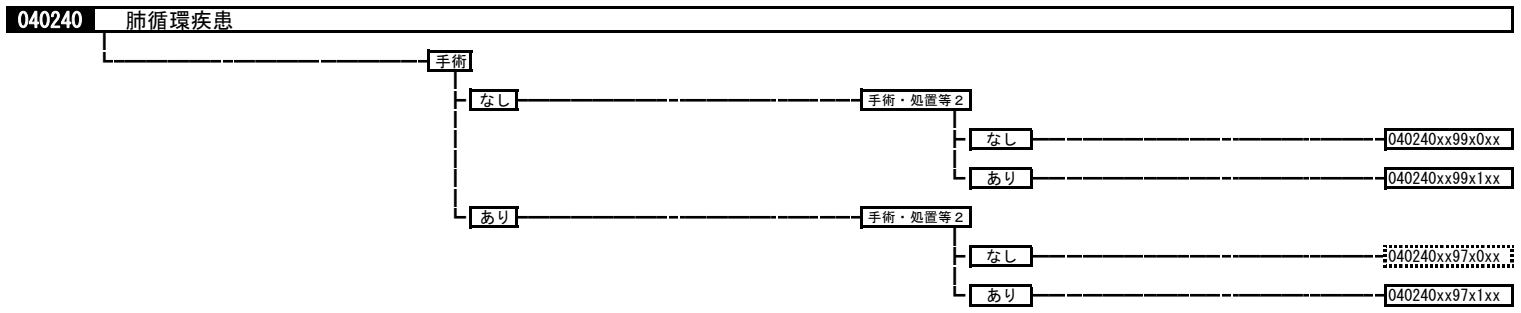 040240 肺循環疾患
手術
なし 手術・処置等２
なし 040240xx99x0xx
あり 040240xx99x1xx
あり 手術・処置等２
なし 040240xx97x0xx
あり 040240xx97x1xx